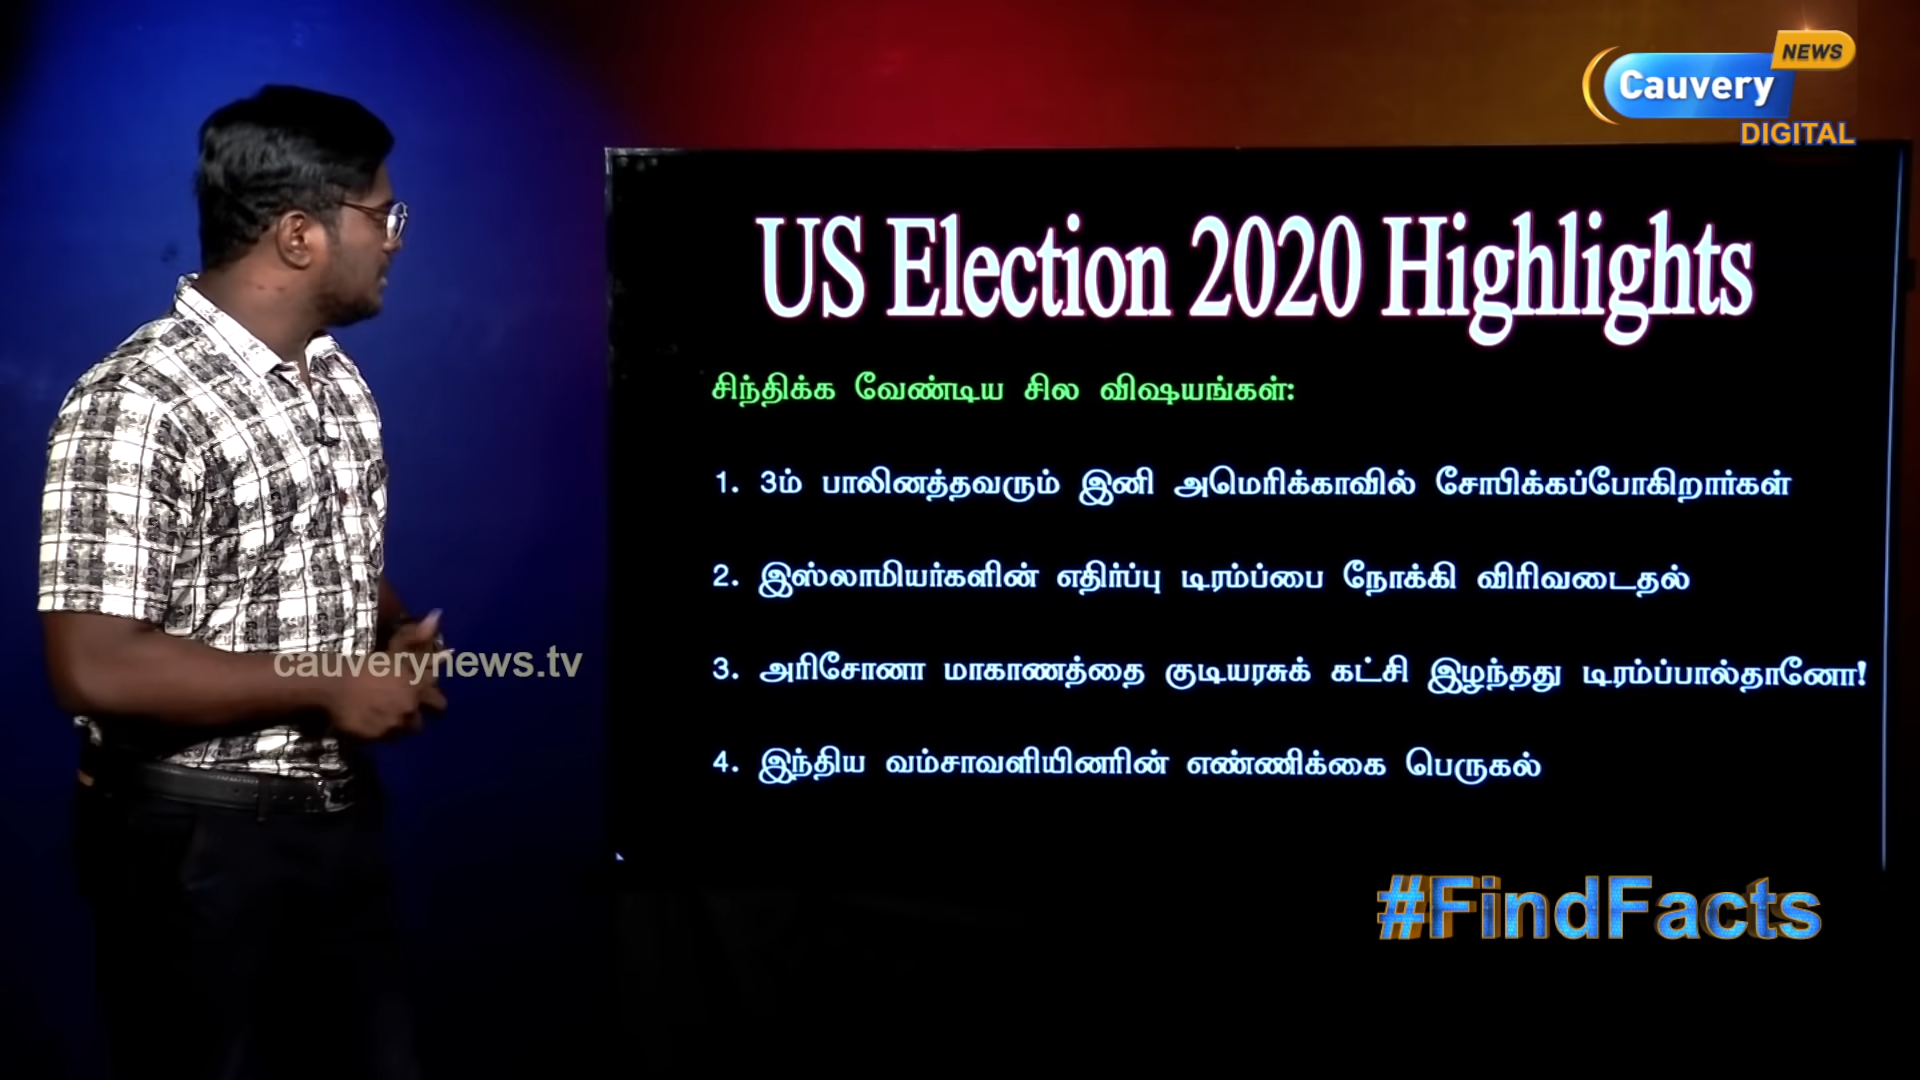 NEWS
Cauvery
DIGITAL
US Election 2020 Highlights
சிந்திக்க வேண்டிய சில விஷயங்கள்:
1. 3ம் பாலினத்தவரும் இனி அமெரிக்காவில் சோபிக்கப்போகிறார்கள்
2. இஸ்லாமியர்களின் எதிர்ப்பு டிரம்ப்பை நோக்கி விரிவடைதல்
cauverynews.tv
3. அரிசோனா மாகாணத்தை குடியரசுக் கட்சி இழந்தது டிரம்ப்பால்தானோ!
4. இந்திய வம்சாவளியினரின் எண்ணிக்கை பெருகல்
#FindFacts